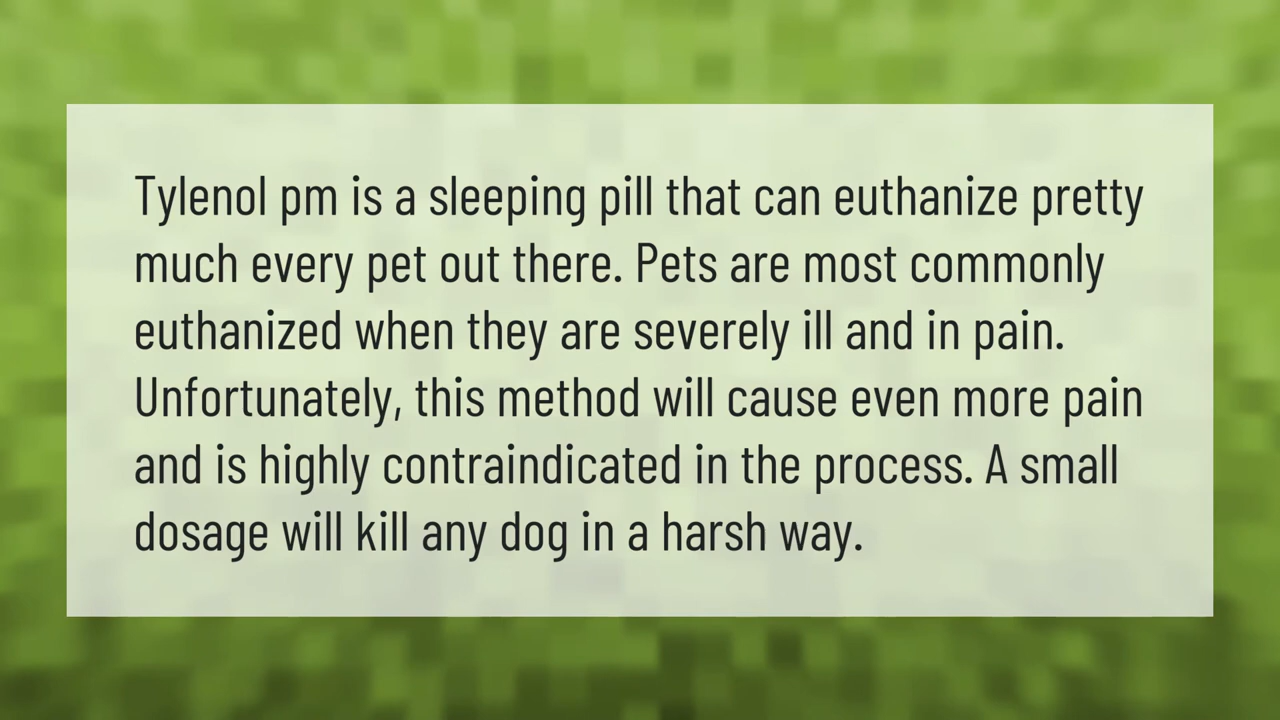 Tylenol pm is a sleeping pill that can euthanize pretty
much every pet out there. Pets are most commonly
euthanized when they are severely ill and in pain.
Unfortunately, this method will cause even more pain
and is highly contraindicated in the process. A small
dosage will kill any dog in a harsh way.